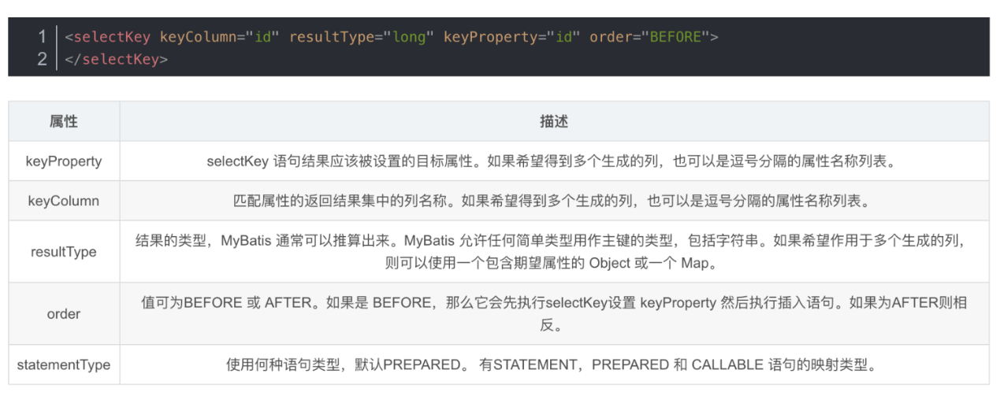 1 <selectKey keyColumn="id" resultType="long" keyProperty="id" order="BEFORE">
2 </selectKey>
属性 描述
keyProperty selectKey 语句结果应该被设置的目标属性。如果希望得到多个生成的列，也可以是逗号分隔的属性名称列表。
keyColumn 匹配属性的返回结果集中的列名称。如果希望得到多个生成的列，也可以是逗号分隔的属性名称列表。
resultType 结果的类型，MyBatis 通常可以推算出来。MyBatis 允许任何简单类型用作主键的类型，包括字符串。如果希望作用于多个生成的列，
则可以使用一个包含期望属性的 Object 或一个 Map。
order 值可为BEFORE 或 AFTER。如果是 BEFORE，那么它会先执行selectKey设置 keyProperty 然后执行插入语句。如果为AFTER则相
反。
statementType 使用何种语句类型，默认PREPARED。 有STATEMENT，PREPARED 和 CALLABLE 语句的映射类型。